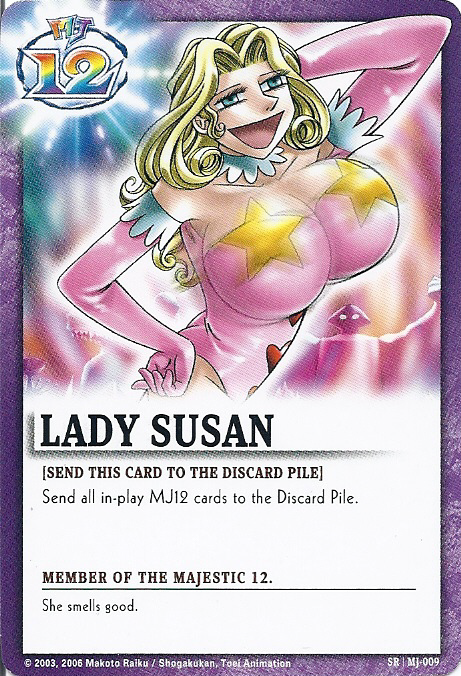 MJ
12
LADY SUSAN
[SEND THIS CARD TO THE DISCARD PILE]
Send all in-play MJ12 cards to the Discard Pile.
MEMBER OF THE MAJESTIC 12.
She smells good.
© 2003, 2006 Makoto Raiku / Shogakukan, Toei Animation
SR | MJ-009